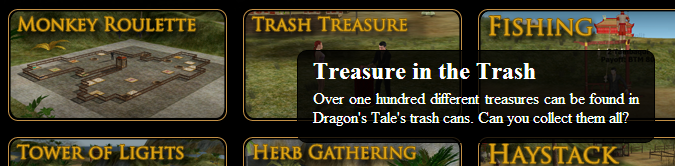 Monkey Roulette
Trash Treasure
Fishing
Treasure in the Trash
Over one hundred different treasures can be found in
Dragon's Tale's trash cans. Can you collect them all?
Tower of Lights
Herb Gathering
Haystack